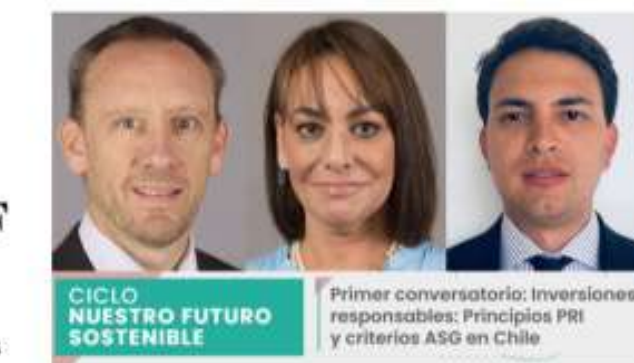 CICLO
NUESTRO FUTURO
SOSTENIBLE
Primer conversatorio: Inversiones
responsables: Principios PRI
y criterios ASG en Chile